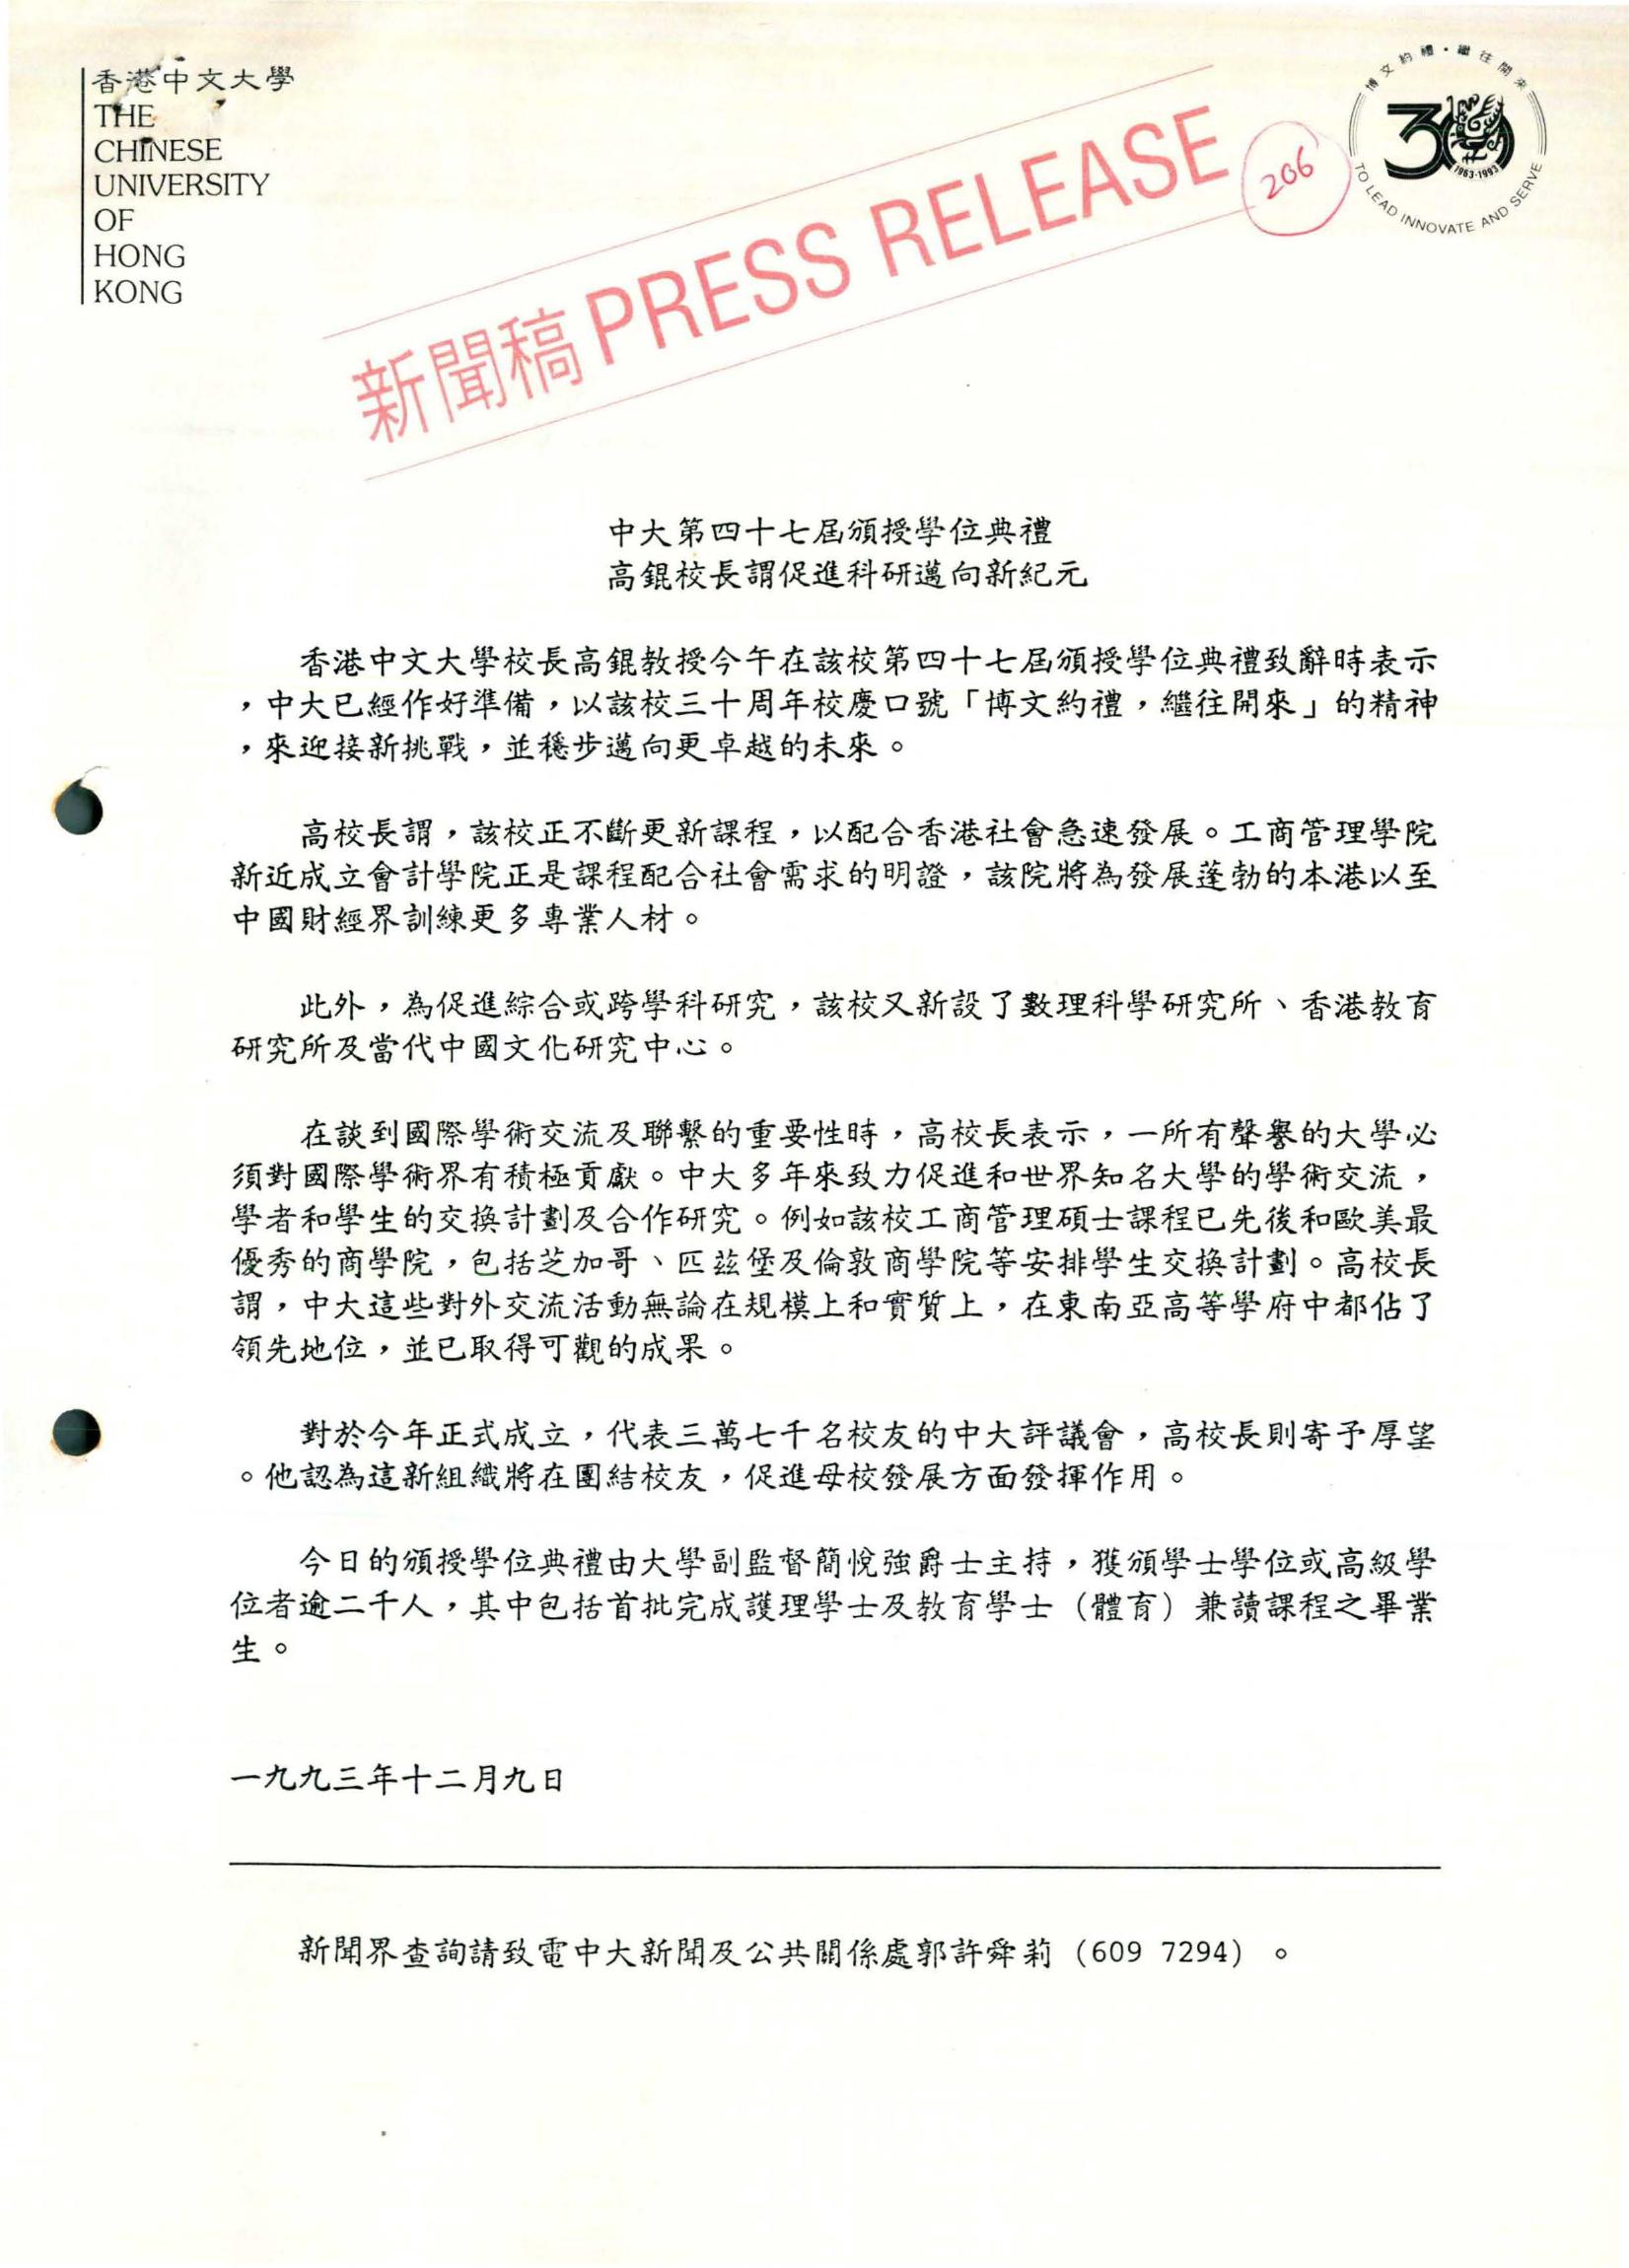 香港中文大學
THE
CHINESE
UNIVERSITY
OF
HONG
KONG
新聞稿 PRESS RELEASE
206
博文約禮・繼往開來
30
1963-1993
TO LEAD INNOVATE AND SERVE
中大第四十七屆頒授學位典禮
高錕校長謂促進科研邁向新紀元
香港中文大學校長高錕教授今午在該校第四十七屆頒授學位典禮致辭時表示
，中大已經作好準備，以該校三十周年校慶口號「博文約禮，繼往開來」的精神
，來迎接新挑戰，並穩步邁向更卓越的未來。
高校長謂，該校正不斷更新課程，以配合香港社會急速發展。工商管理學院
新近成立會計學院正是課程配合社會需求的明證，該院將為發展蓬勃的本港以至
中國財經界訓練更多專業人材。
此外，為促進綜合或跨學科研究，該校又新設了數理科學研究所、香港教育
研究所及當代中國文化研究中心。
在談到國際學術交流及聯繫的重要性時，高校長表示，一所有聲譽的大學必
須對國際學術界有積極貢獻。中大多年來致力促進和世界知名大學的學術交流，
學者和學生的交換計劃及合作研究。例如該校工商管理碩士課程已先後和歐美最
優秀的商學院，包括芝加哥、匹茲堡及倫敦商學院等安排學生交換計劃。高校長
謂，中大這些對外交流活動無論在規模上和實質上，在東南亞高等學府中都佔了
領先地位，並已取得可觀的成果。
對於今年正式成立，代表三萬七千名校友的中大評議會，高校長則寄予厚望
。他認為這新組織將在團結校友，促進母校發展方面發揮作用。
今日的頒授學位典禮由大學副監督簡悅強爵士主持，獲頒學士學位或高級學
位者逾二千人，其中包括首批完成護理學士及教育學士（體育）兼讀課程之畢業
生。
一九九三年十二月九日
新聞界查詢請致電中大新聞及公共關係處郭許舜莉（609 7294）。